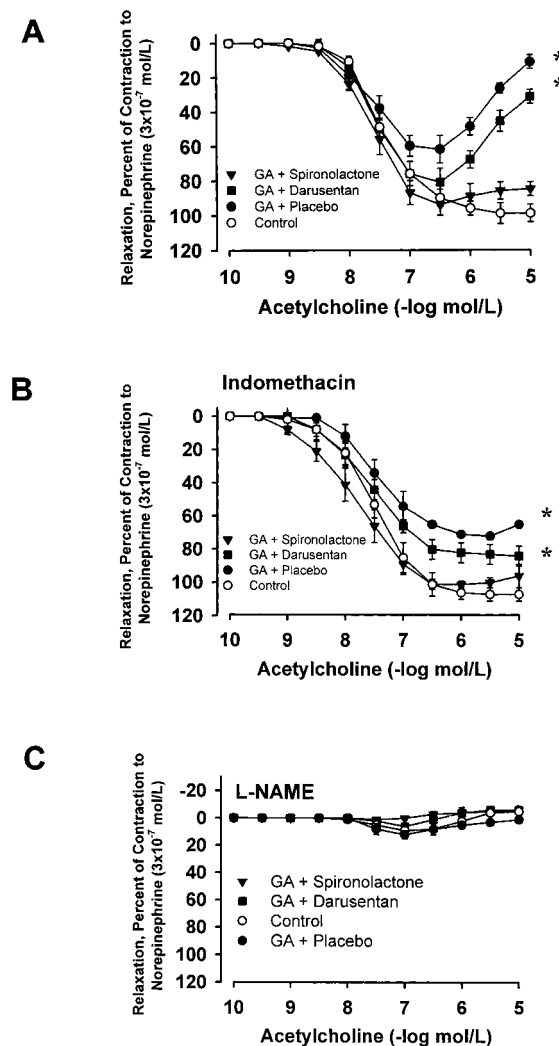 A
Relaxation, Percent of Contraction to
Norepinephrine (3x10⁻⁷ mol/L)
0
20
40
60
80
100
120
GA + Spironolactone
GA + Darusentan
GA + Placebo
Control
*
*
10 9 8 7 6 5
Acetylcholine (-log mol/L)
B
Indomethacin
Relaxation, Percent of Contraction to
Norepinephrine (3x10⁻⁷ mol/L)
0
20
40
60
80
100
120
GA + Spironolactone
GA + Darusentan
GA + Placebo
Control
*
*
10 9 8 7 6 5
Acetylcholine (-log mol/L)
C
L-NAME
Relaxation, Percent of Contraction to
Norepinephrine (3x10⁻⁷ mol/L)
-20
0
20
40
60
80
100
120
GA + Spironolactone
GA + Darusentan
Control
GA + Placebo
10 9 8 7 6 5
Acetylcholine (-log mol/L)